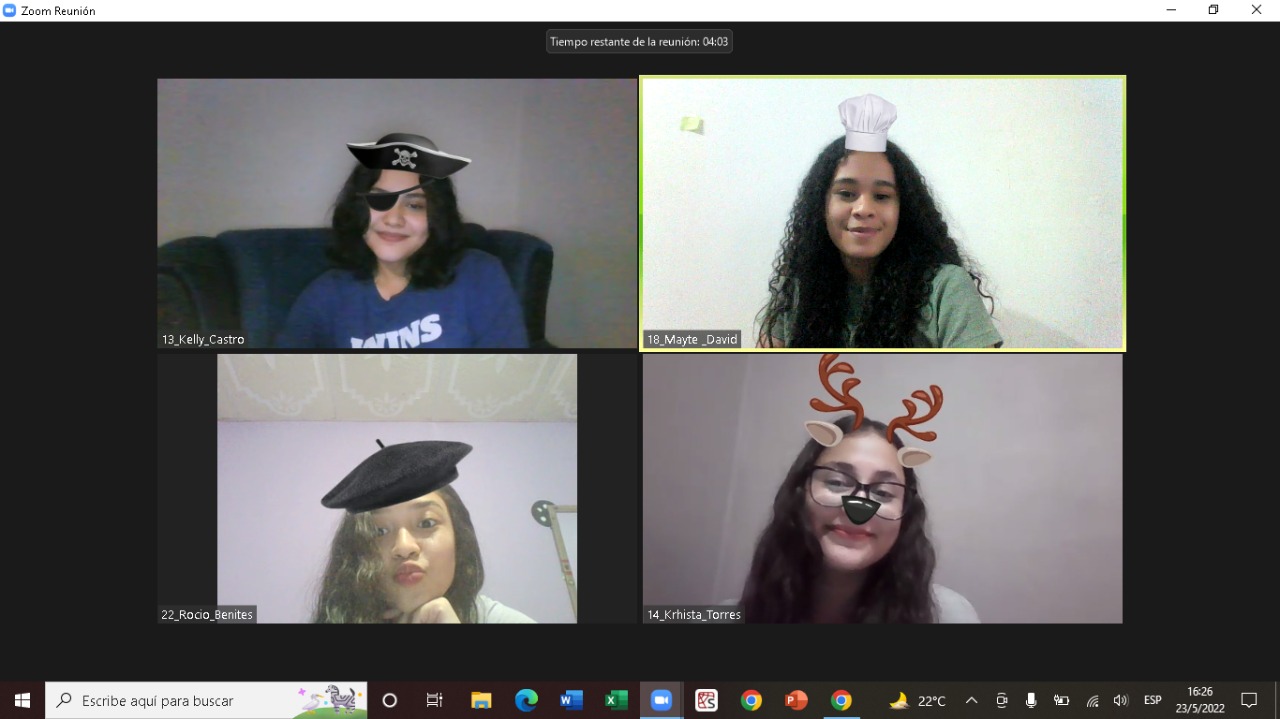 Zoom Reunión
Tiempo restante de la reunión: 04:03
WINS
13_Kelly_Castro
18_Mayte _David
22_Rocio_Benites
14_Krhista_Torres
Escribe aquí para buscar
22°C
ESP
16:26
23/5/2022